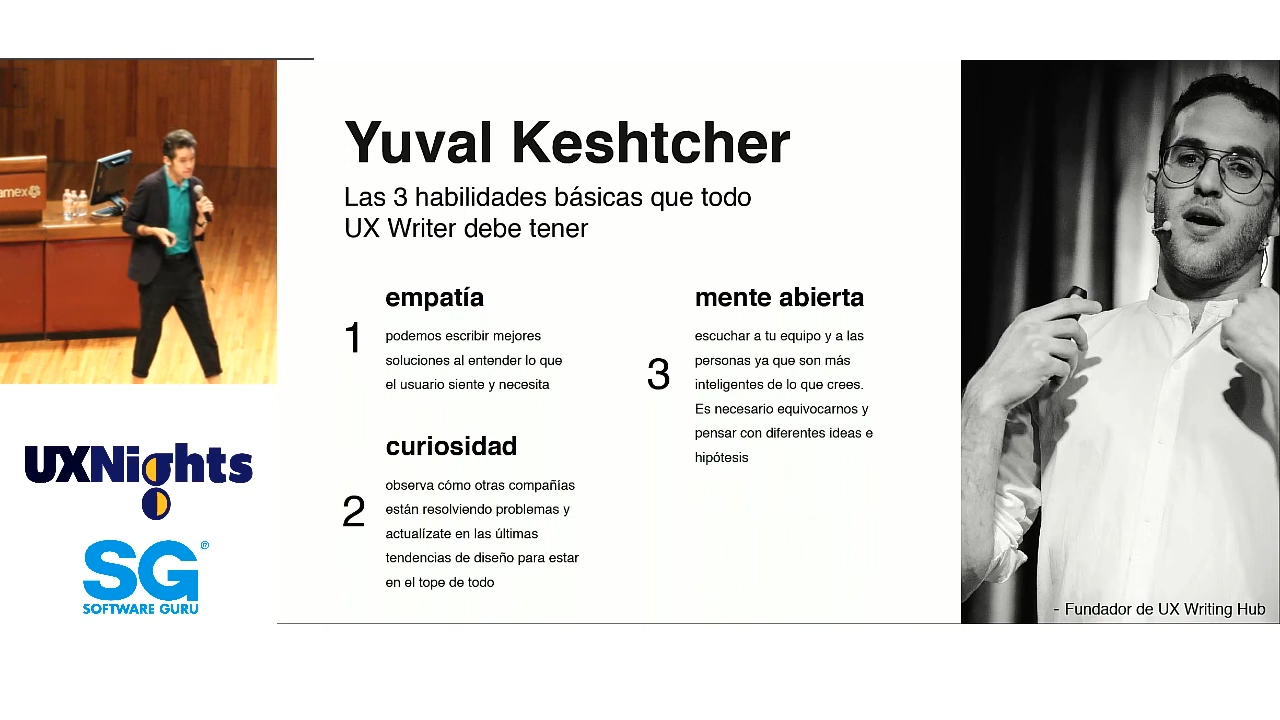 Yuval Keshtcher
Las 3 habilidades básicas que todo
UX Writer debe tener
empatía
1
podemos escribir mejores
soluciones al entender lo que
el usuario siente y necesita
curiosidad
2
observa cómo otras compañías
están resolviendo problemas y
actualízate en las últimas
tendencias de diseño para estar
en el tope de todo
mente abierta
3
escuchar a tu equipo y a las
personas ya que son más
inteligentes de lo que crees.
Es necesario equivocarnos y
pensar con diferentes ideas e
hipótesis
- Fundador de UX Writing Hub
amex
UXNights
SG®
SOFTWARE GURU